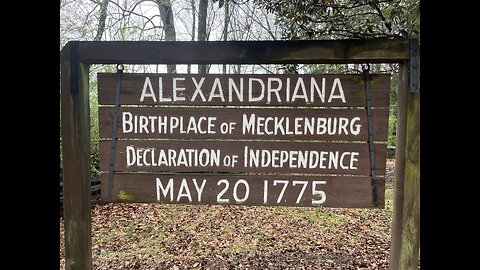 ALEXANDRIANA
BIRTHPLACE OF MECKLENBURG
DECLARATION OF INDEPENDENCE
MAY 20 1775